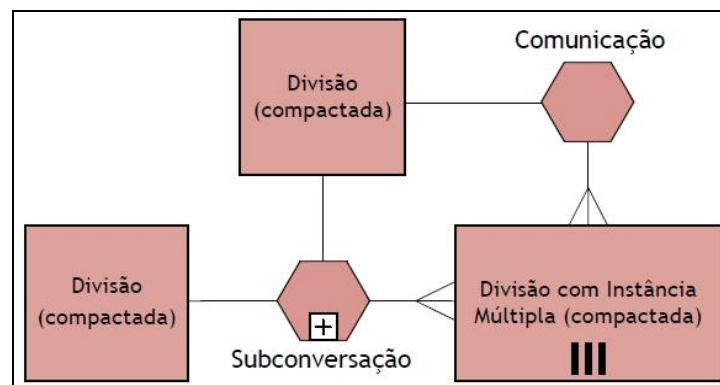 Comunicação
Divisão
(compactada)
Divisão
(compactada)
Divisão com Instância
Múltipla (compactada)
Subconversação